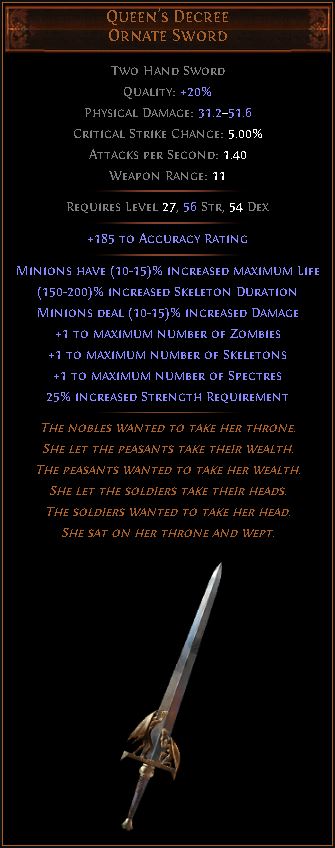 Queen's Decree
Ornate Sword
Two Hand Sword
Quality: +20%
Physical Damage: 31.2–51.6
Critical Strike Chance: 5.00%
Attacks per Second: 1.40
Weapon Range: 11
Requires Level 27, 56 Str, 54 Dex
+185 to Accuracy Rating
Minions have (10-15)% increased maximum Life
(150-200)% increased Skeleton Duration
Minions deal (10-15)% increased Damage
+1 to maximum number of Zombies
+1 to maximum number of Skeletons
+1 to maximum number of Spectres
25% increased Strength Requirement
The nobles wanted to take her throne.
She let the peasants take their wealth.
The peasants wanted to take her wealth.
She let the soldiers take their heads.
The soldiers wanted to take her head.
She sat on her throne and wept.